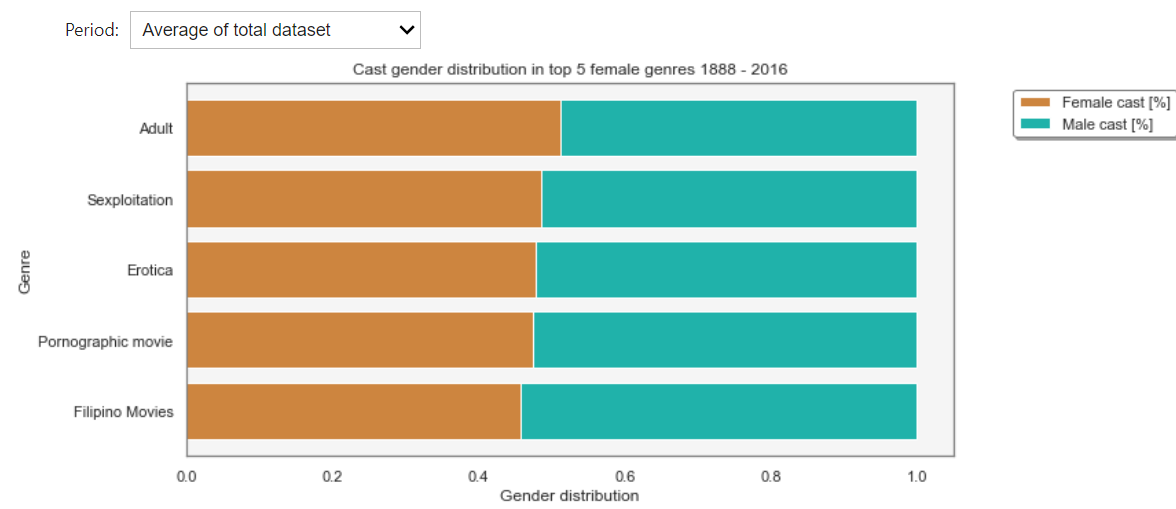 Period: Average of total dataset
Cast gender distribution in top 5 female genres 1888 - 2016
Female cast [%]
Male cast [%]
Genre
Adult
Sexploitation
Erotica
Pornographic movie
Filipino Movies
0.0 0.2 0.4 0.6 0.8 1.0
Gender distribution